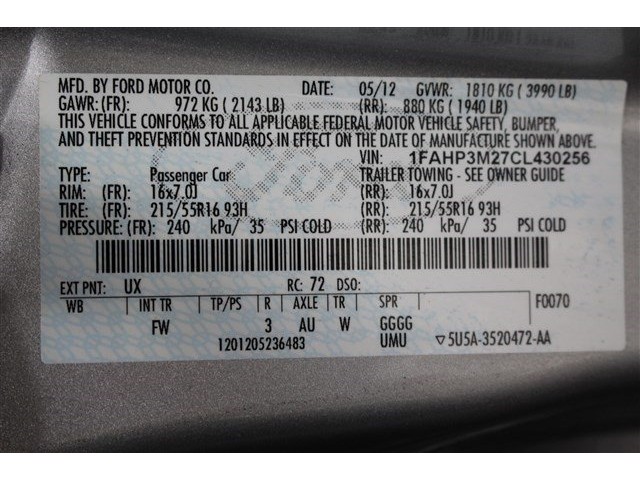 MFD. BY FORD MOTOR CO. DATE: 05/12 GVWR: 1810 KG ( 3990 LB)
GAWR: (FR): 972 KG ( 2143 LB) (RR): 880 KG ( 1940 LB)
THIS VEHICLE CONFORMS TO ALL APPLICABLE FEDERAL MOTOR VEHICLE SAFETY, BUMPER,
AND THEFT PREVENTION STANDARDS IN EFFECT ON THE DATE OF MANUFACTURE SHOWN ABOVE.
VIN: 1FAHP3M27CL430256
TYPE: Passenger Car TRAILER TOWING - SEE OWNER GUIDE
RIM: (FR): 16x7.0J (RR): 16x7.0J
TIRE: (FR): 215/55R16 93H (RR): 215/55R16 93H
PRESSURE: (FR): 240 kPa/ 35 PSI COLD (RR): 240 kPa/ 35 PSI COLD
EXT PNT: UX RC: 72 DSO:
WB INT TR TP/PS R AXLE TR SPR F0070
FW 3 AU W GGGG
1201205236483 UMU ▽5U5A-3520472-AA